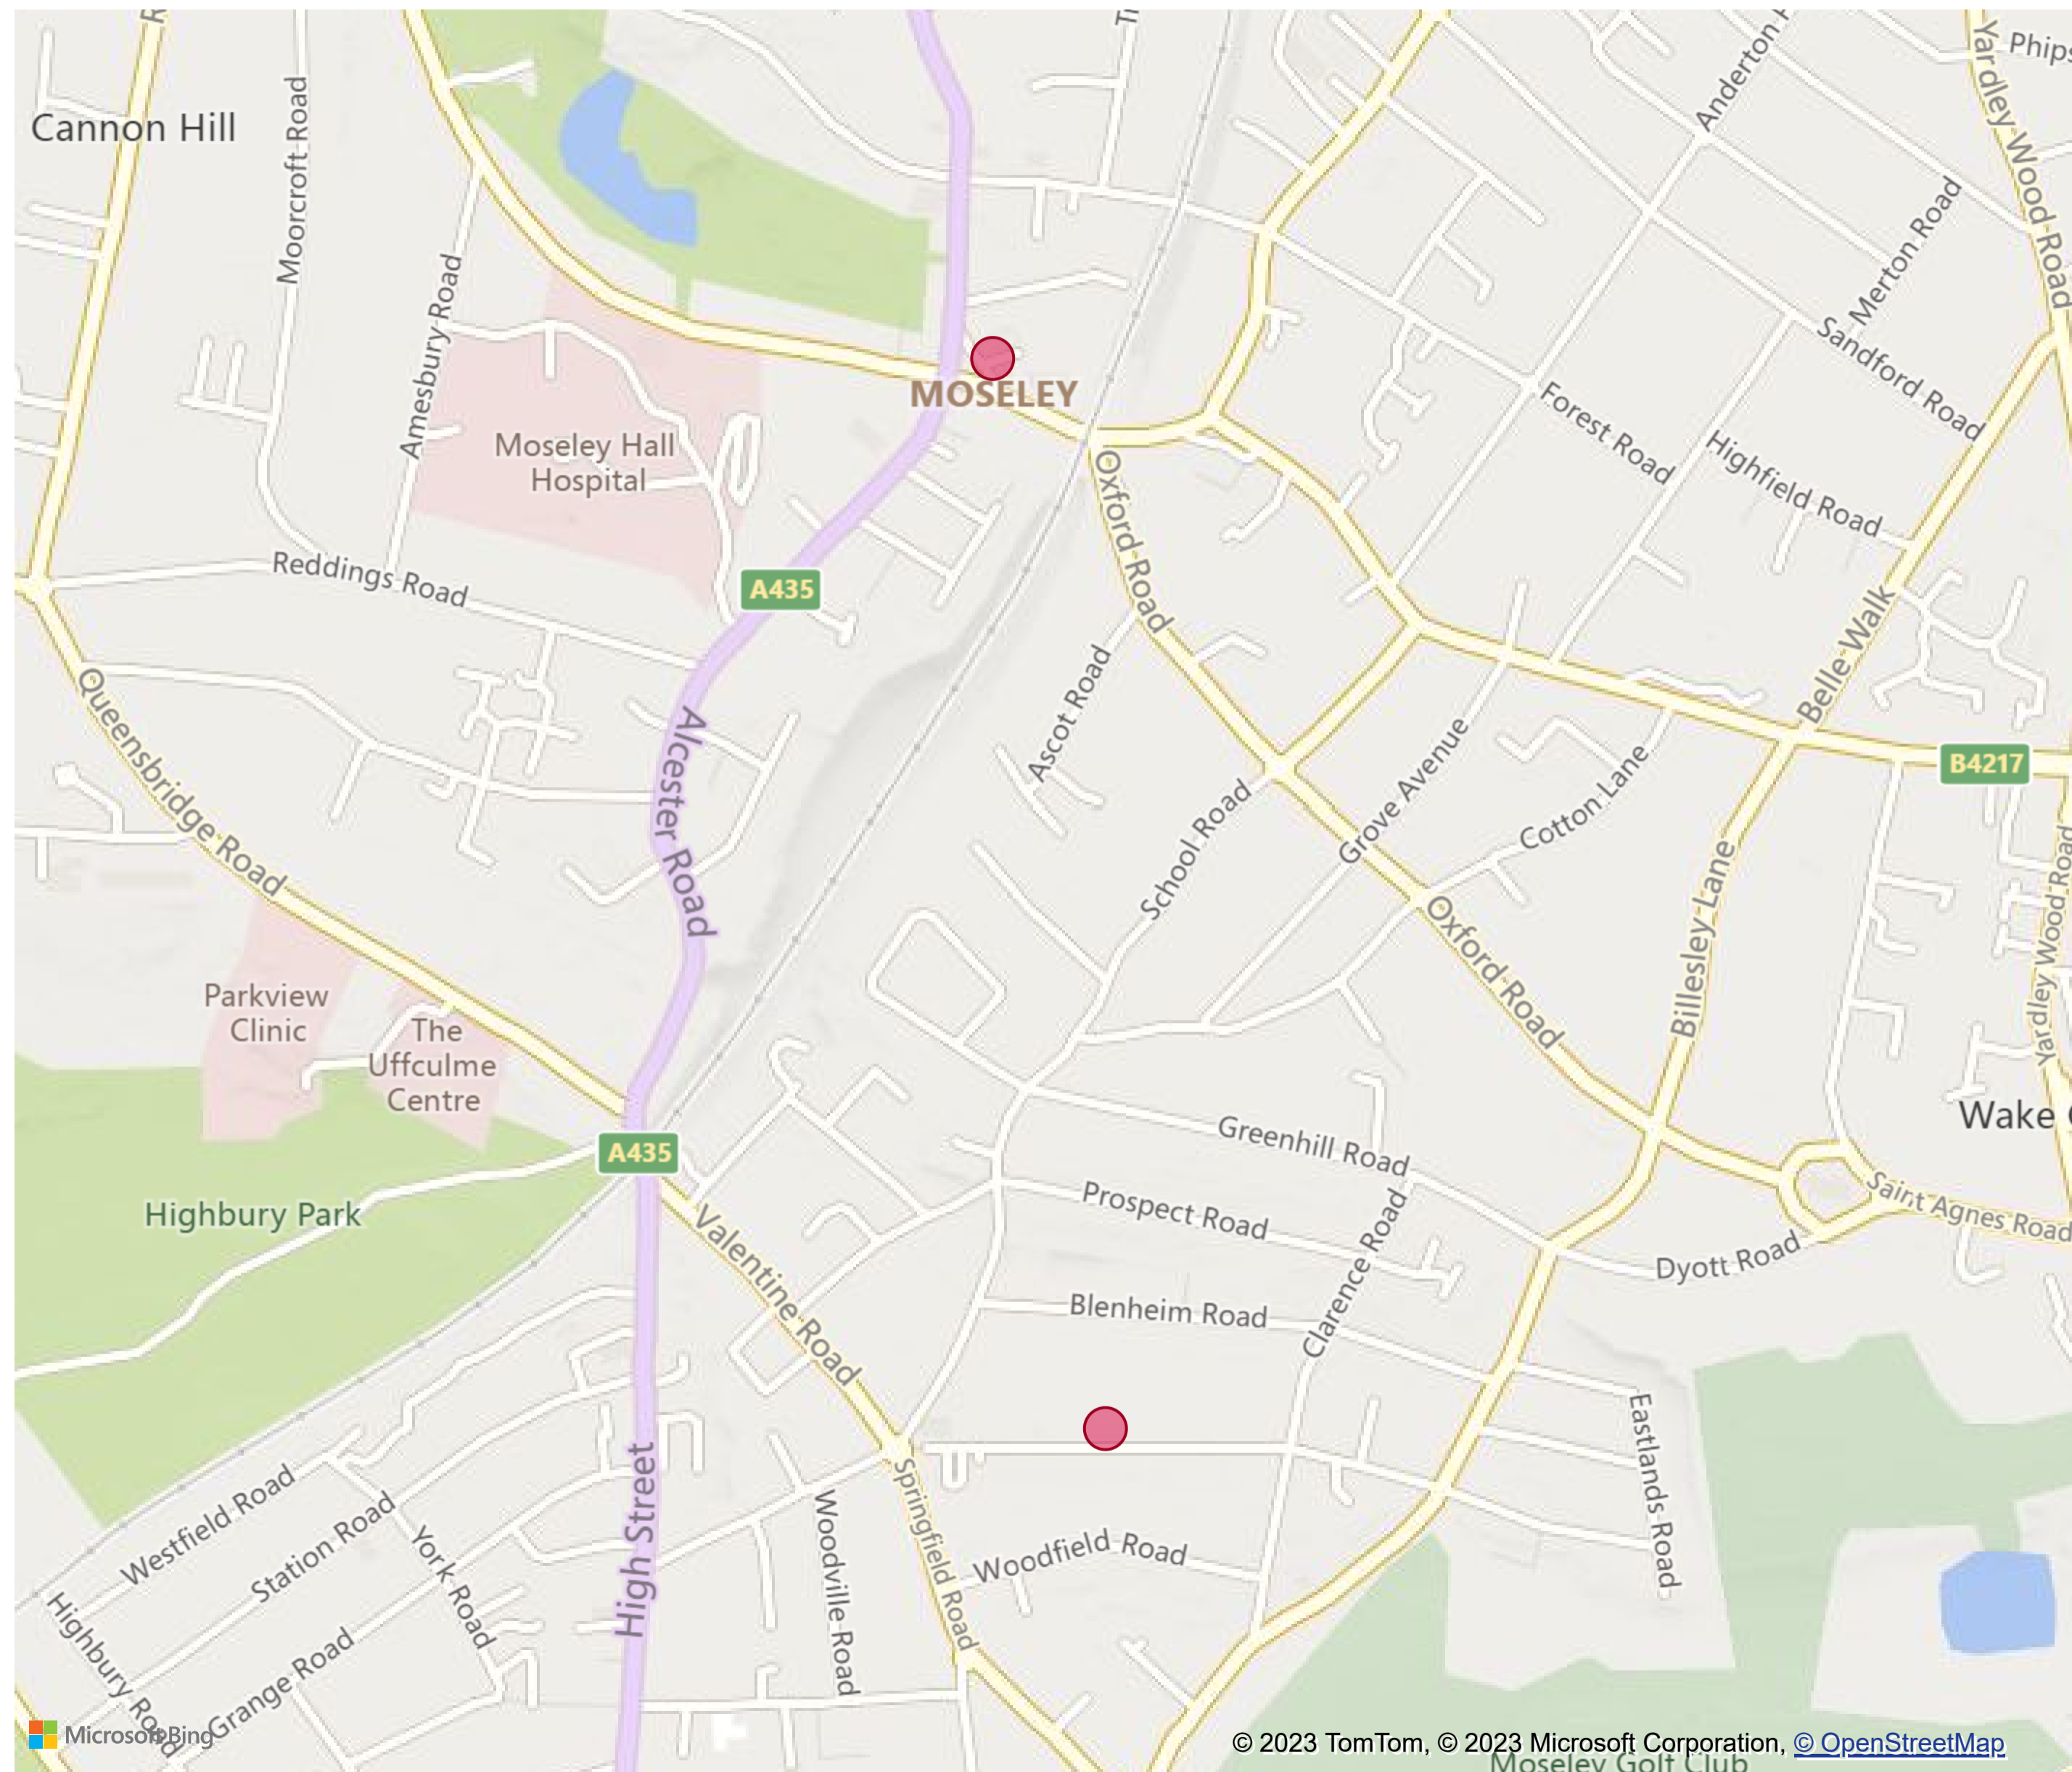 Cannon Hill
Moorcroft Road
Anderton
Yardley Wood Road
Merton Road
Amesbury Road
MOSELEY
Sandford Road
Forest Road
Moseley Hall
Hospital
Highfield Road
Oxford Road
A435
Reddings Road
Belle Walk
Ascot Road
Queensbridge Road
Alcester Road
Grove Avenue
Cotton Lane
B4217
School Road
Billesley Lane
Yardley Wood Road
Oxford Road
Parkview
Clinic
The
Uffculme
Centre
Wake
Greenhill Road
A435
Highbury Park
Prospect Road
Clarence Road
Saint Agnes Road
Valentine Road
Dyott Road
Blenheim Road
Eastlands Road
High Street
Springfield Road
Westfield Road
Station Road
Woodville Road
Woodfield Road
York Road
Highbury Road
Grange Road
Microsoft Bing
© 2023 TomTom, © 2023 Microsoft Corporation, © OpenStreetMap
Moseley Golf Club